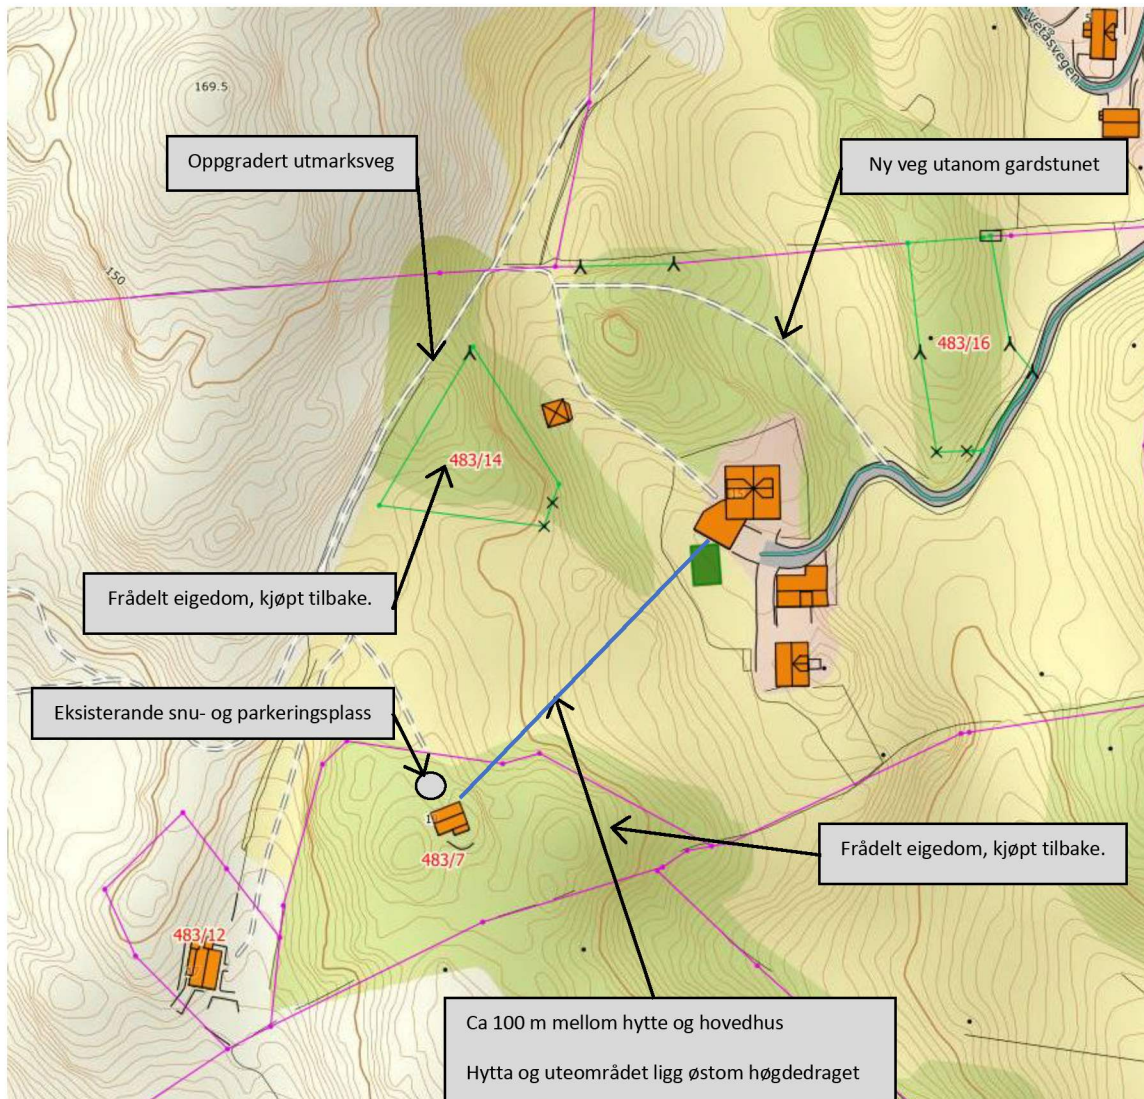 Vetåsvegen
169.5
Oppgradert utmarksveg
Ny veg utanom gardstunet
150
483/16
483/14
Frådelt eigedom, kjøpt tilbake.
Eksisterande snu- og parkeringsplass
Frådelt eigedom, kjøpt tilbake.
483/7
483/12
Ca 100 m mellom hytte og hovedhus
Hytta og uteområdet ligg østom høgdedraget